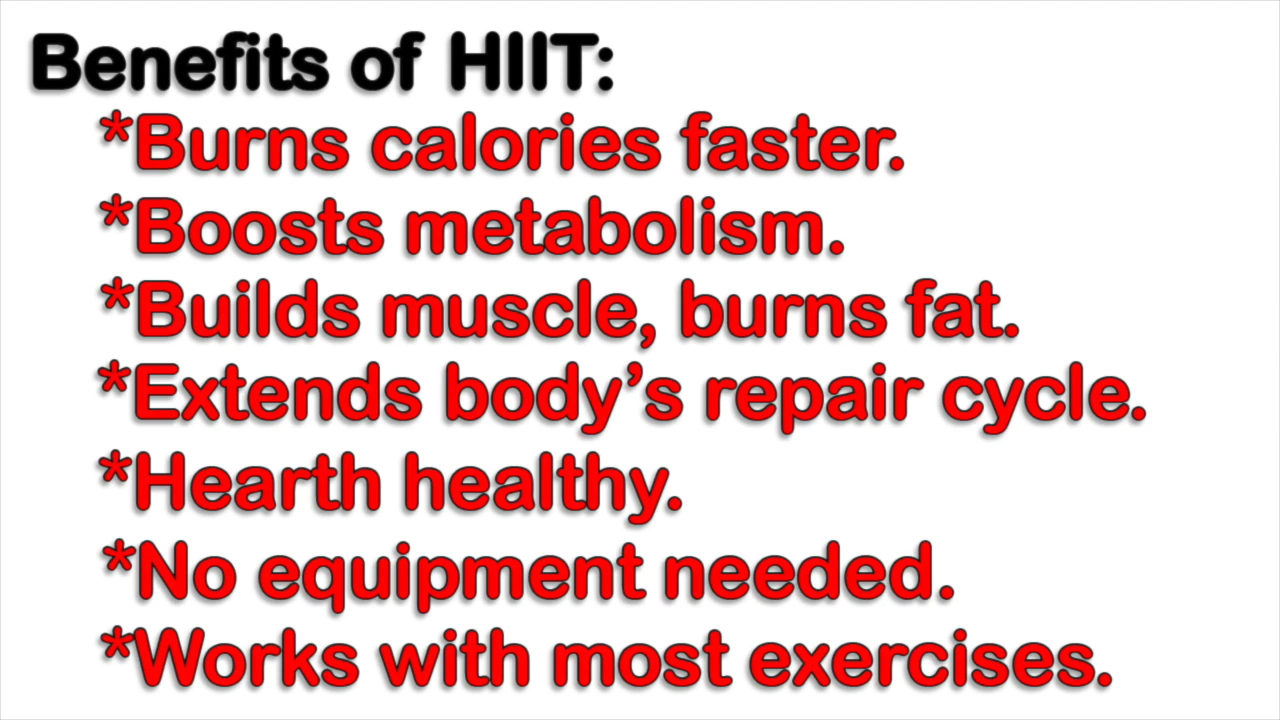 Benefits of HIIT:
*Burns calories faster.
*Boosts metabolism.
*Builds muscle, burns fat.
*Extends body’s repair cycle.
*Hearth healthy.
*No equipment needed.
*Works with most exercises.